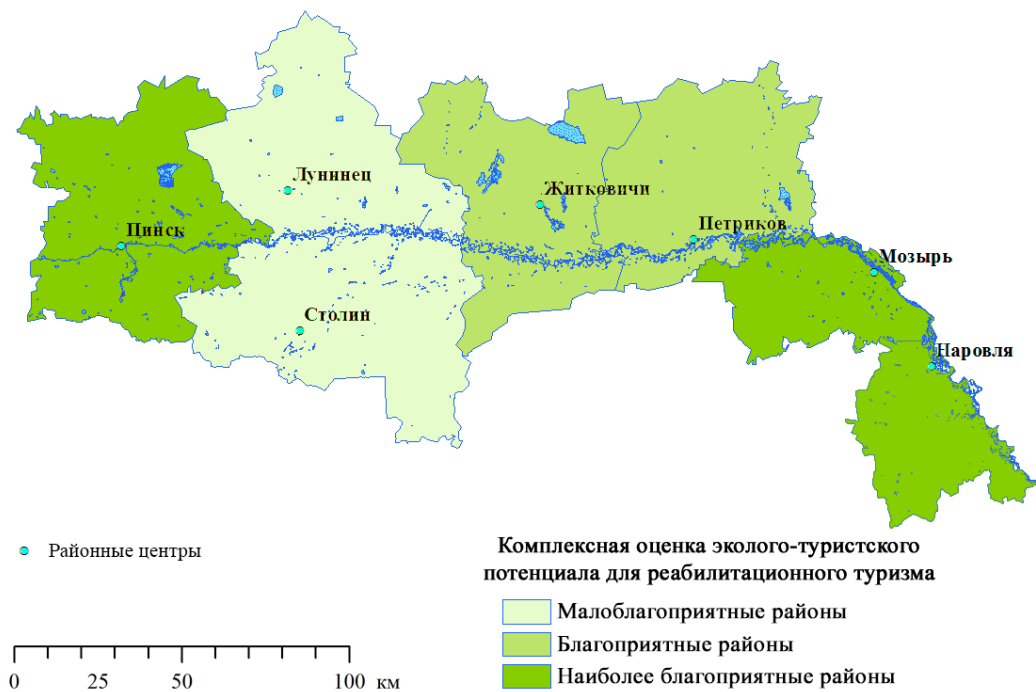 Лунинец
Житковичи
Пинск
Петриков
Мозырь
Столин
Наровля
Районные центры
Комплексная оценка эколого-туристского
потенциала для реабилитационного туризма
Малоблагоприятные районы
Благоприятные районы
Наиболее благоприятные районы
0 25 50 100 км